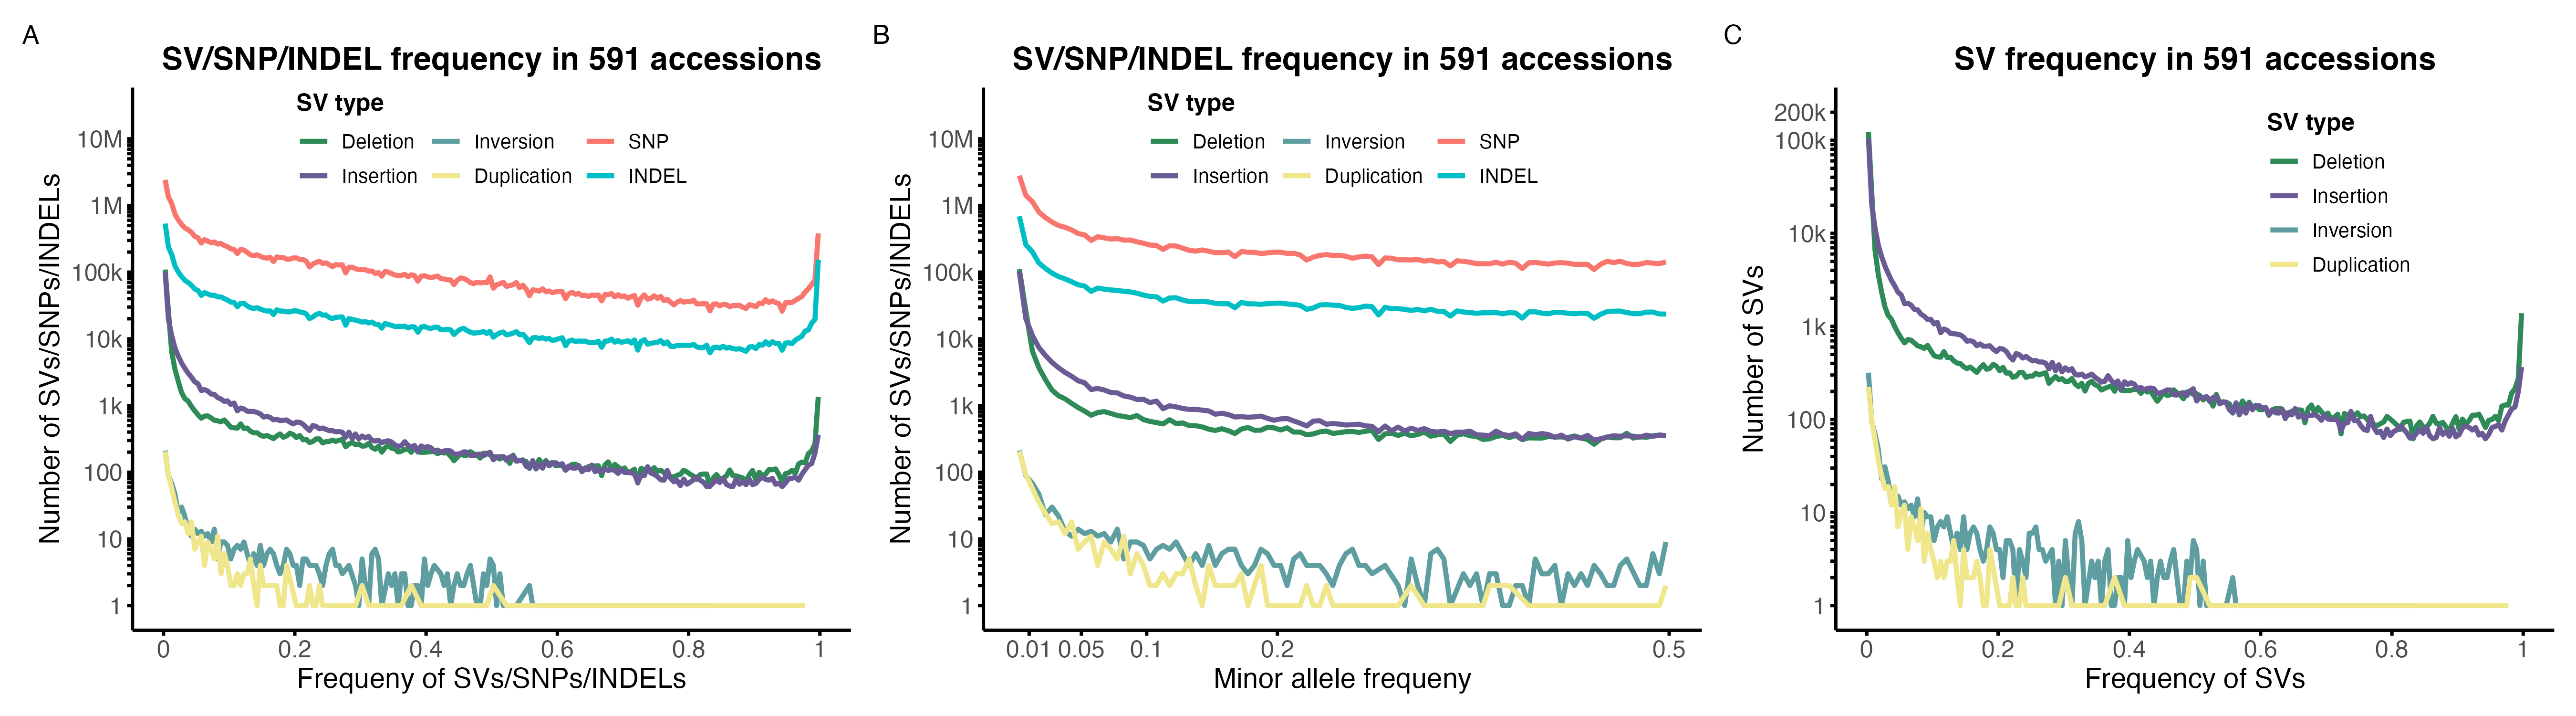 A
SV/SNP/INDEL frequency in 591 accessions
SV type
Deletion Inversion SNP
Insertion Duplication INDEL
Number of SVs/SNPs/INDELs
10M
1M
100k
10k
1k
100
10
1
0 0.2 0.4 0.6 0.8 1
Frequeny of SVs/SNPs/INDELs
B
SV/SNP/INDEL frequency in 591 accessions
SV type
Deletion Inversion SNP
Insertion Duplication INDEL
Number of SVs/SNPs/INDELs
10M
1M
100k
10k
1k
100
10
1
0.01 0.05 0.1 0.2 0.5
Minor allele frequeny
C
SV frequency in 591 accessions
SV type
Deletion
Insertion
Inversion
Duplication
Number of SVs
200k
100k
10k
1k
100
10
1
0 0.2 0.4 0.6 0.8 1
Frequency of SVs